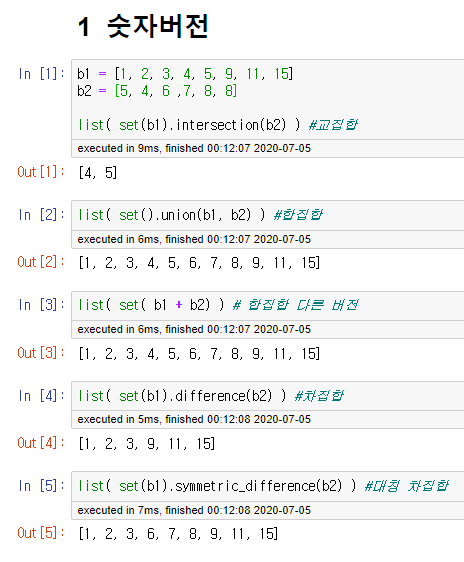 1 숫자버전
In [1]: b1 = [1, 2, 3, 4, 5, 9, 11, 15]
b2 = [5, 4, 6 ,7, 8, 8]
list( set(b1).intersection(b2) ) #교집합
executed in 9ms, finished 00:12:07 2020-07-05
Out[1]: [4, 5]
In [2]: list( set().union(b1, b2) ) #합집합
executed in 6ms, finished 00:12:07 2020-07-05
Out[2]: [1, 2, 3, 4, 5, 6, 7, 8, 9, 11, 15]
In [3]: list( set( b1 + b2) ) # 합집합 다른 버전
executed in 6ms, finished 00:12:07 2020-07-05
Out[3]: [1, 2, 3, 4, 5, 6, 7, 8, 9, 11, 15]
In [4]: list( set(b1).difference(b2) ) #차집합
executed in 5ms, finished 00:12:08 2020-07-05
Out[4]: [1, 2, 3, 9, 11, 15]
In [5]: list( set(b1).symmetric_difference(b2) ) #대칭 차집합
executed in 7ms, finished 00:12:08 2020-07-05
Out[5]: [1, 2, 3, 6, 7, 8, 9, 11, 15]